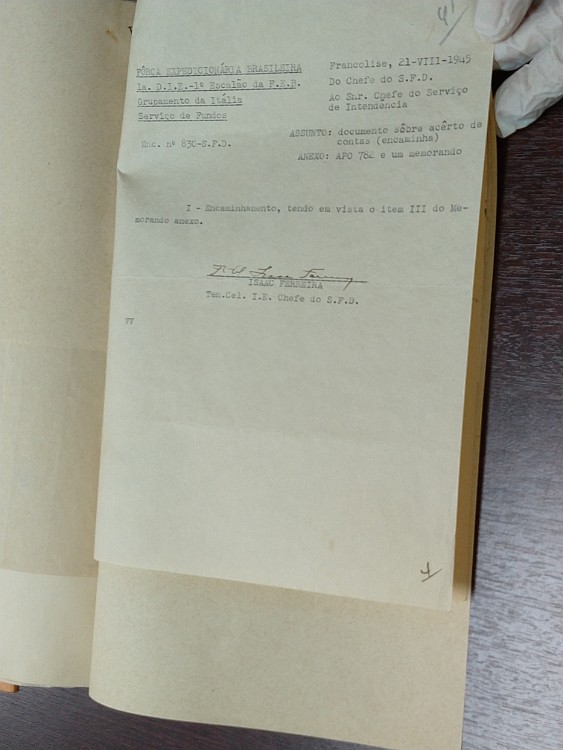 41
FÔRÇA EXPEDICIONÁRIA BRASILEIRA
1a. D.I.E.-1º Escalão da F.E.B.
Grupamento da Itália
Serviço de Fundos
Enc. nº 830-S.F.D.
Francolise, 21-VIII-1945
Do Chefe do S.F.D.
Ao Snr. Chefe do Serviço
de Intendência
ASSUNTO: documento sôbre acêrto de
contas (encaminha)
ANEXO: APO 782 e um memorando
I - Encaminhamento, tendo em vista o item III do Me-
morando anexo.
ISAAC FERREIRA
Ten.Cel. I.E. Chefe do S.F.D.